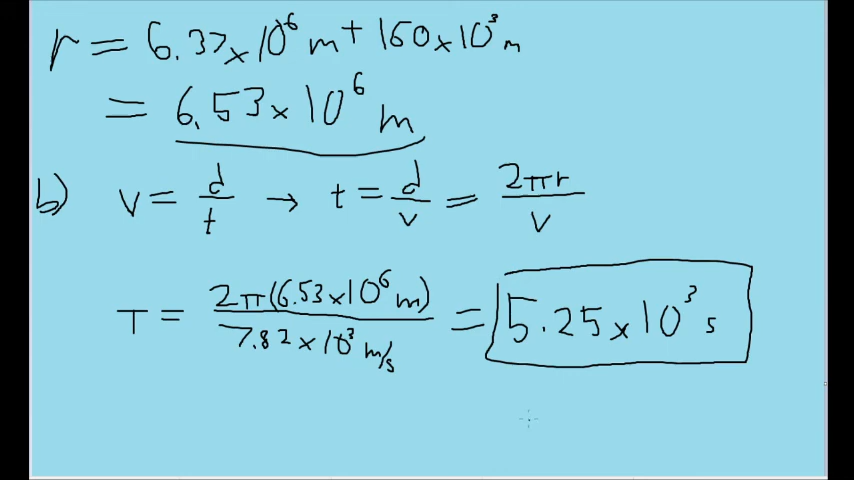 r = 6.37 x 10⁶ m + 160 x 10³ m
= 6.53 x 10⁶ m
b) v = d/t → t = d/v = 2πr/v
T = 2π(6.53 x 10⁶ m)/7.82 x 10³ m/s = 5.25 x 10³ s